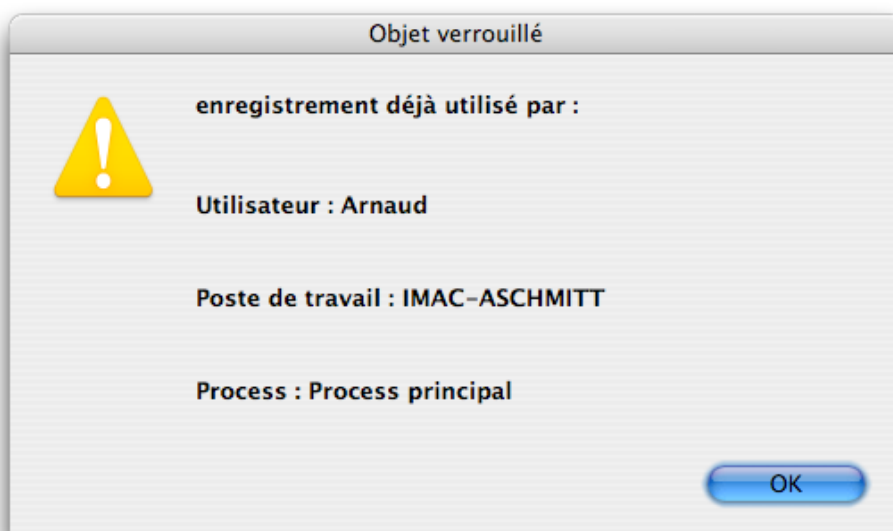 Objet verrouillé
enregistrement déjà utilisé par :
Utilisateur : Arnaud
Poste de travail : IMAC-ASCHMITT
Process : Process principal
OK